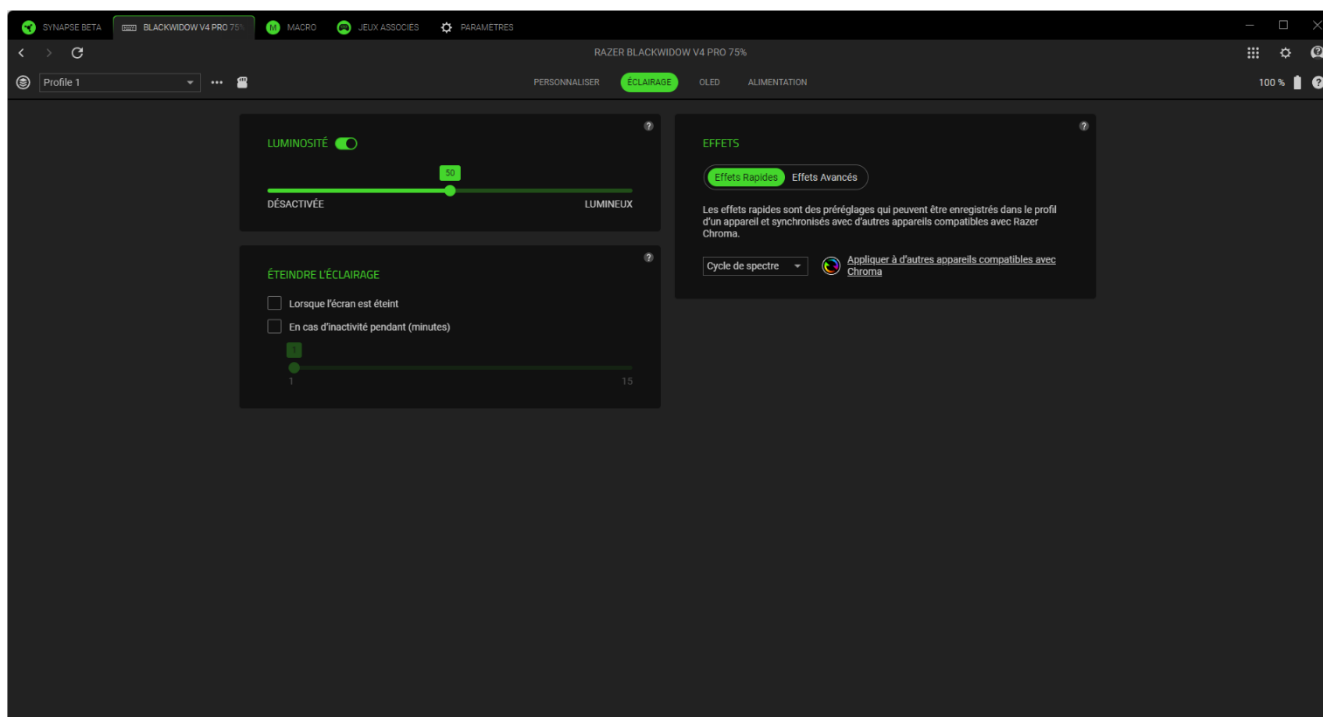 SYNAPSE BETA
BLACKWIDOW V4 PRO 75%
MACRO
JEUX ASSOCIÉS
PARAMÈTRES
RAZER BLACKWIDOW V4 PRO 75%
Profile 1
PERSONNALISER
ÉCLAIRAGE
OLED
ALIMENTATION
100 %
LUMINOSITÉ
50
DÉSACTIVÉE
LUMINEUX
ÉTEINDRE L'ÉCLAIRAGE
Lorsque l'écran est éteint
En cas d'inactivité pendant (minutes)
1
1
15
EFFETS
Effets Rapides
Effets Avancés
Les effets rapides sont des préréglages qui peuvent être enregistrés dans le profil
d'un appareil et synchronisés avec d'autres appareils compatibles avec Razer
Chroma.
Cycle de spectre
Appliquer à d'autres appareils compatibles avec
Chroma